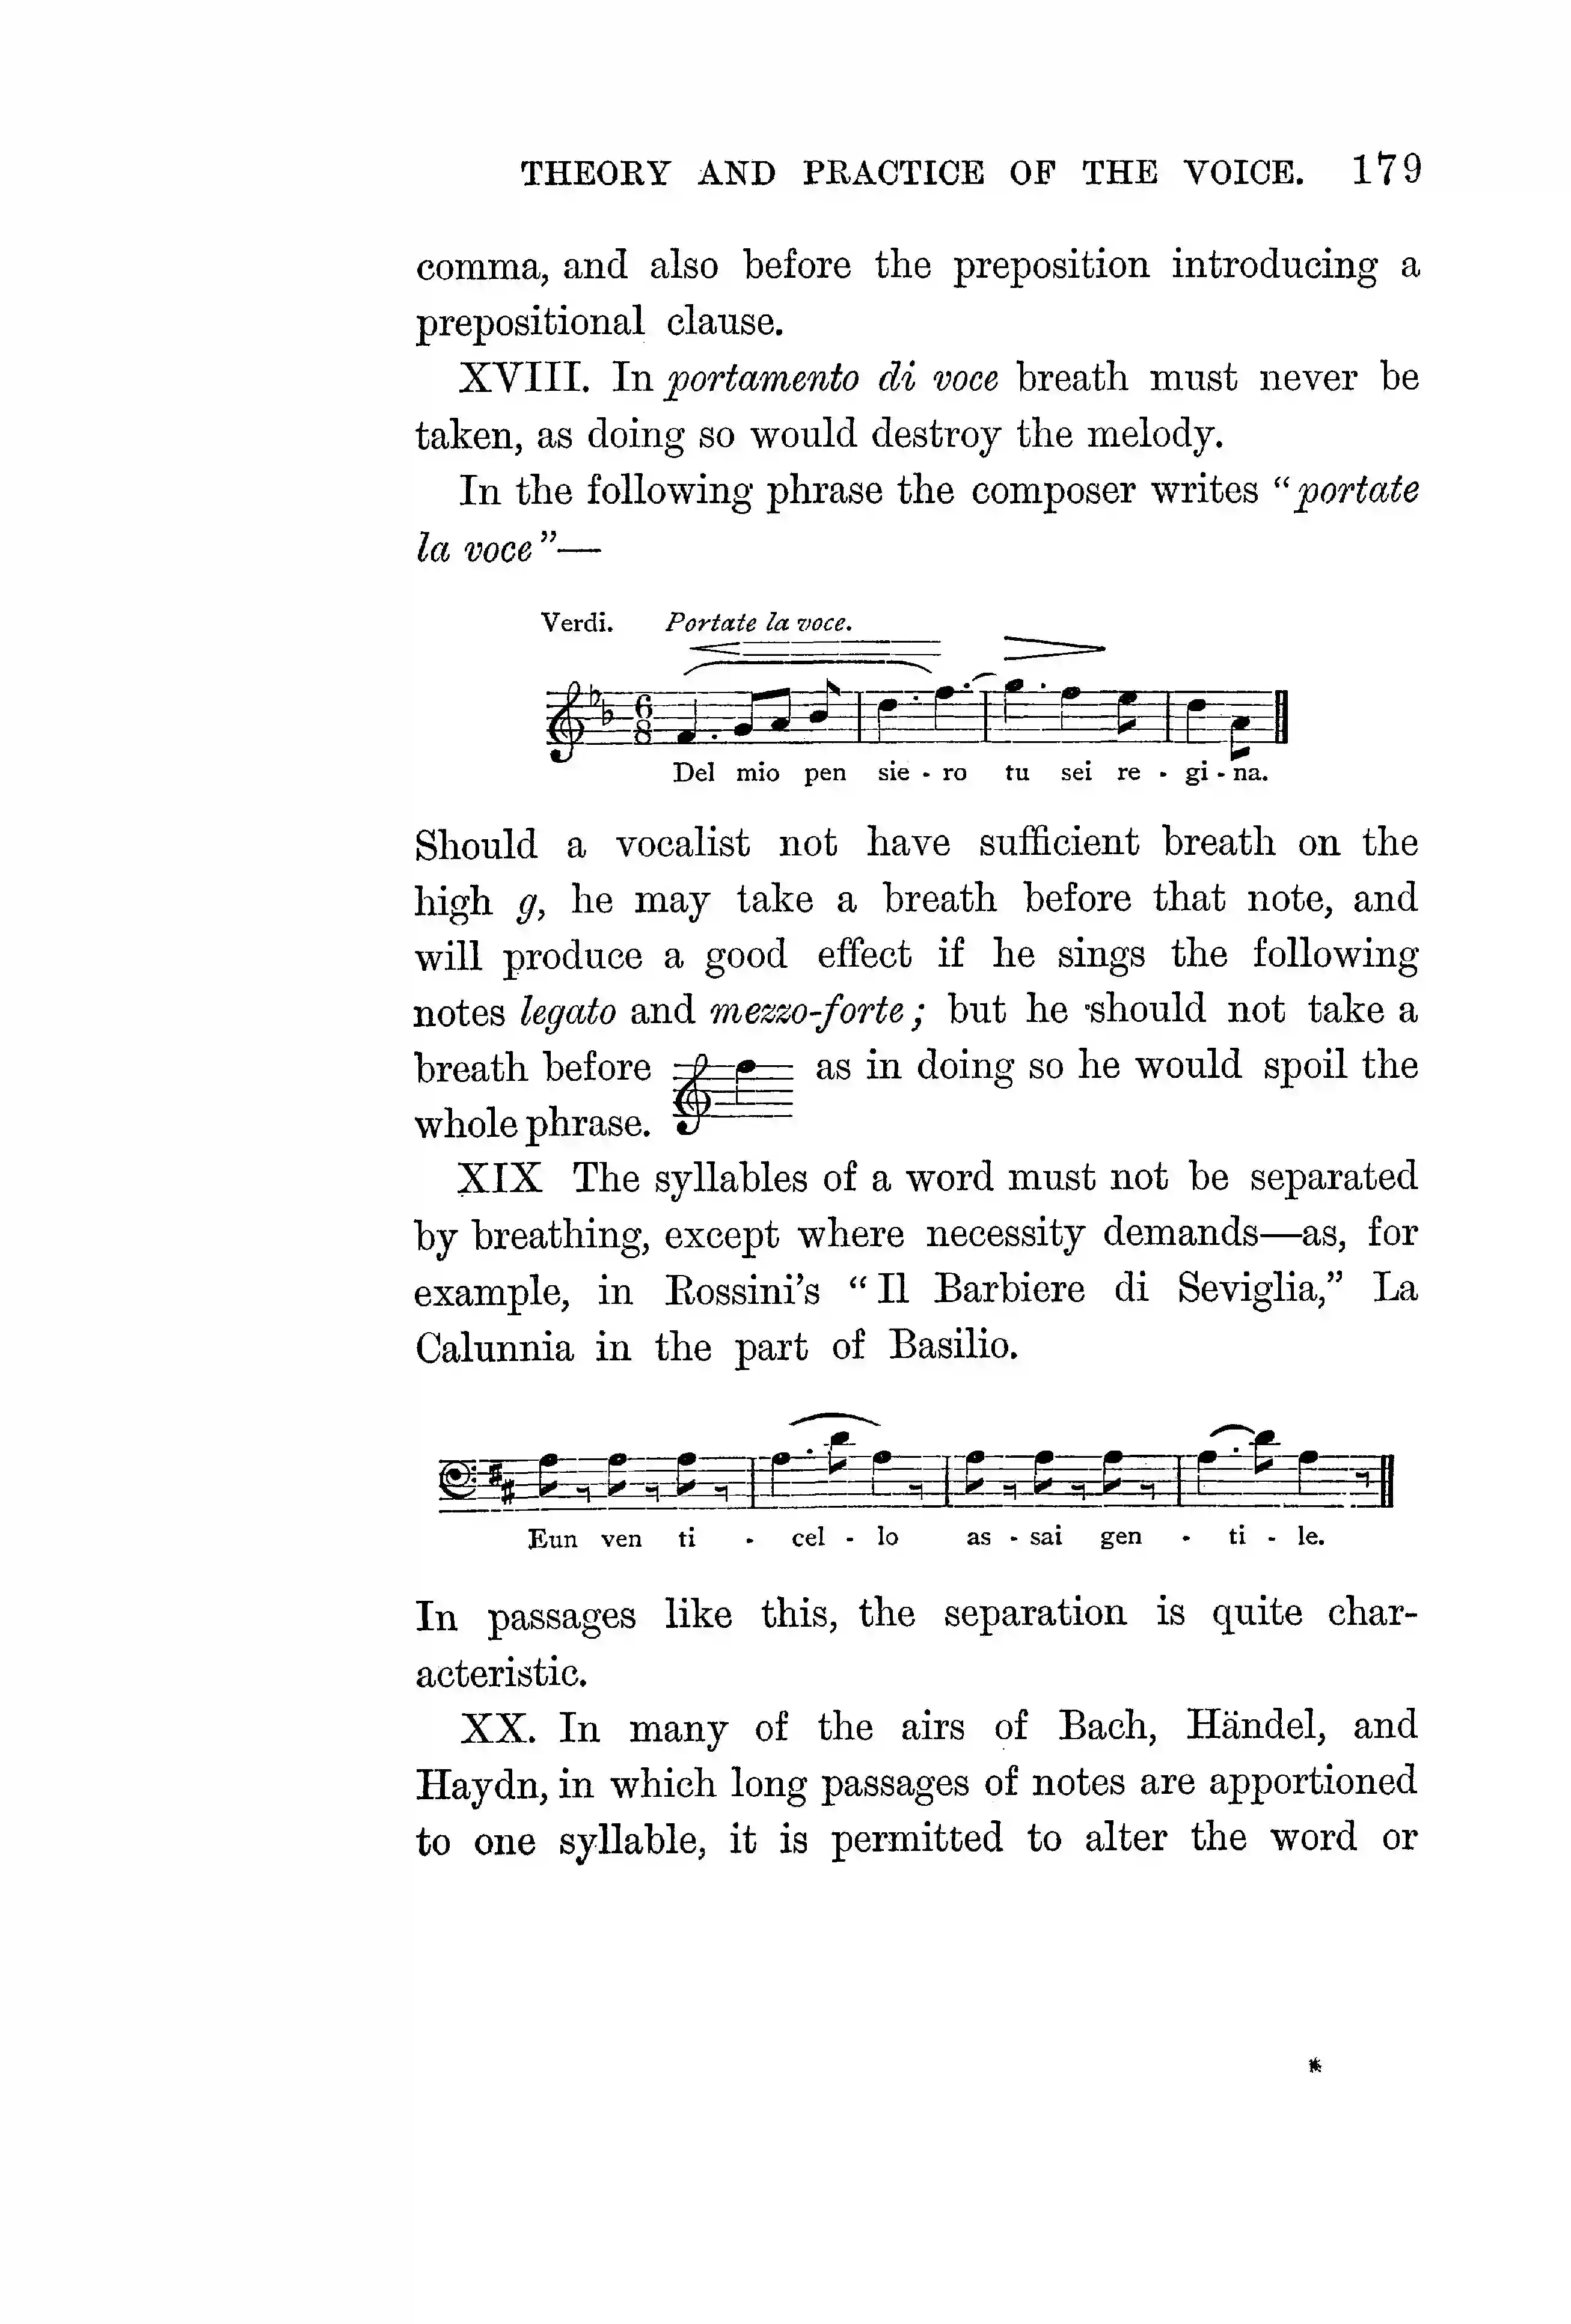 THEORY AND PRACTICE OF THE VOICE. 179
comma, and also before the preposition introducing a
prepositional clause.
XVIII. In portamento di voce breath must never be
taken, as doing so would destroy the melody.
In the following phrase the composer writes “portate
la voce”—
Verdi. Portate la voce.
6
8
Del mio pen sie - ro tu sei re - gi - na.
Should a vocalist not have sufficient breath on the
high g, he may take a breath before that note, and
will produce a good effect if he sings the following
notes legato and mezzo-forte; but he should not take a
breath before as in doing so he would spoil the
whole phrase.
XIX The syllables of a word must not be separated
by breathing, except where necessity demands—as, for
example, in Rossini’s “Il Barbiere di Seviglia,” La
Calunnia in the part of Basilio.
Eun ven ti - cel - lo as - sai gen - ti - le.
In passages like this, the separation is quite char-
acteristic.
XX. In many of the airs of Bach, Händel, and
Haydn, in which long passages of notes are apportioned
to one syllable, it is permitted to alter the word or
*